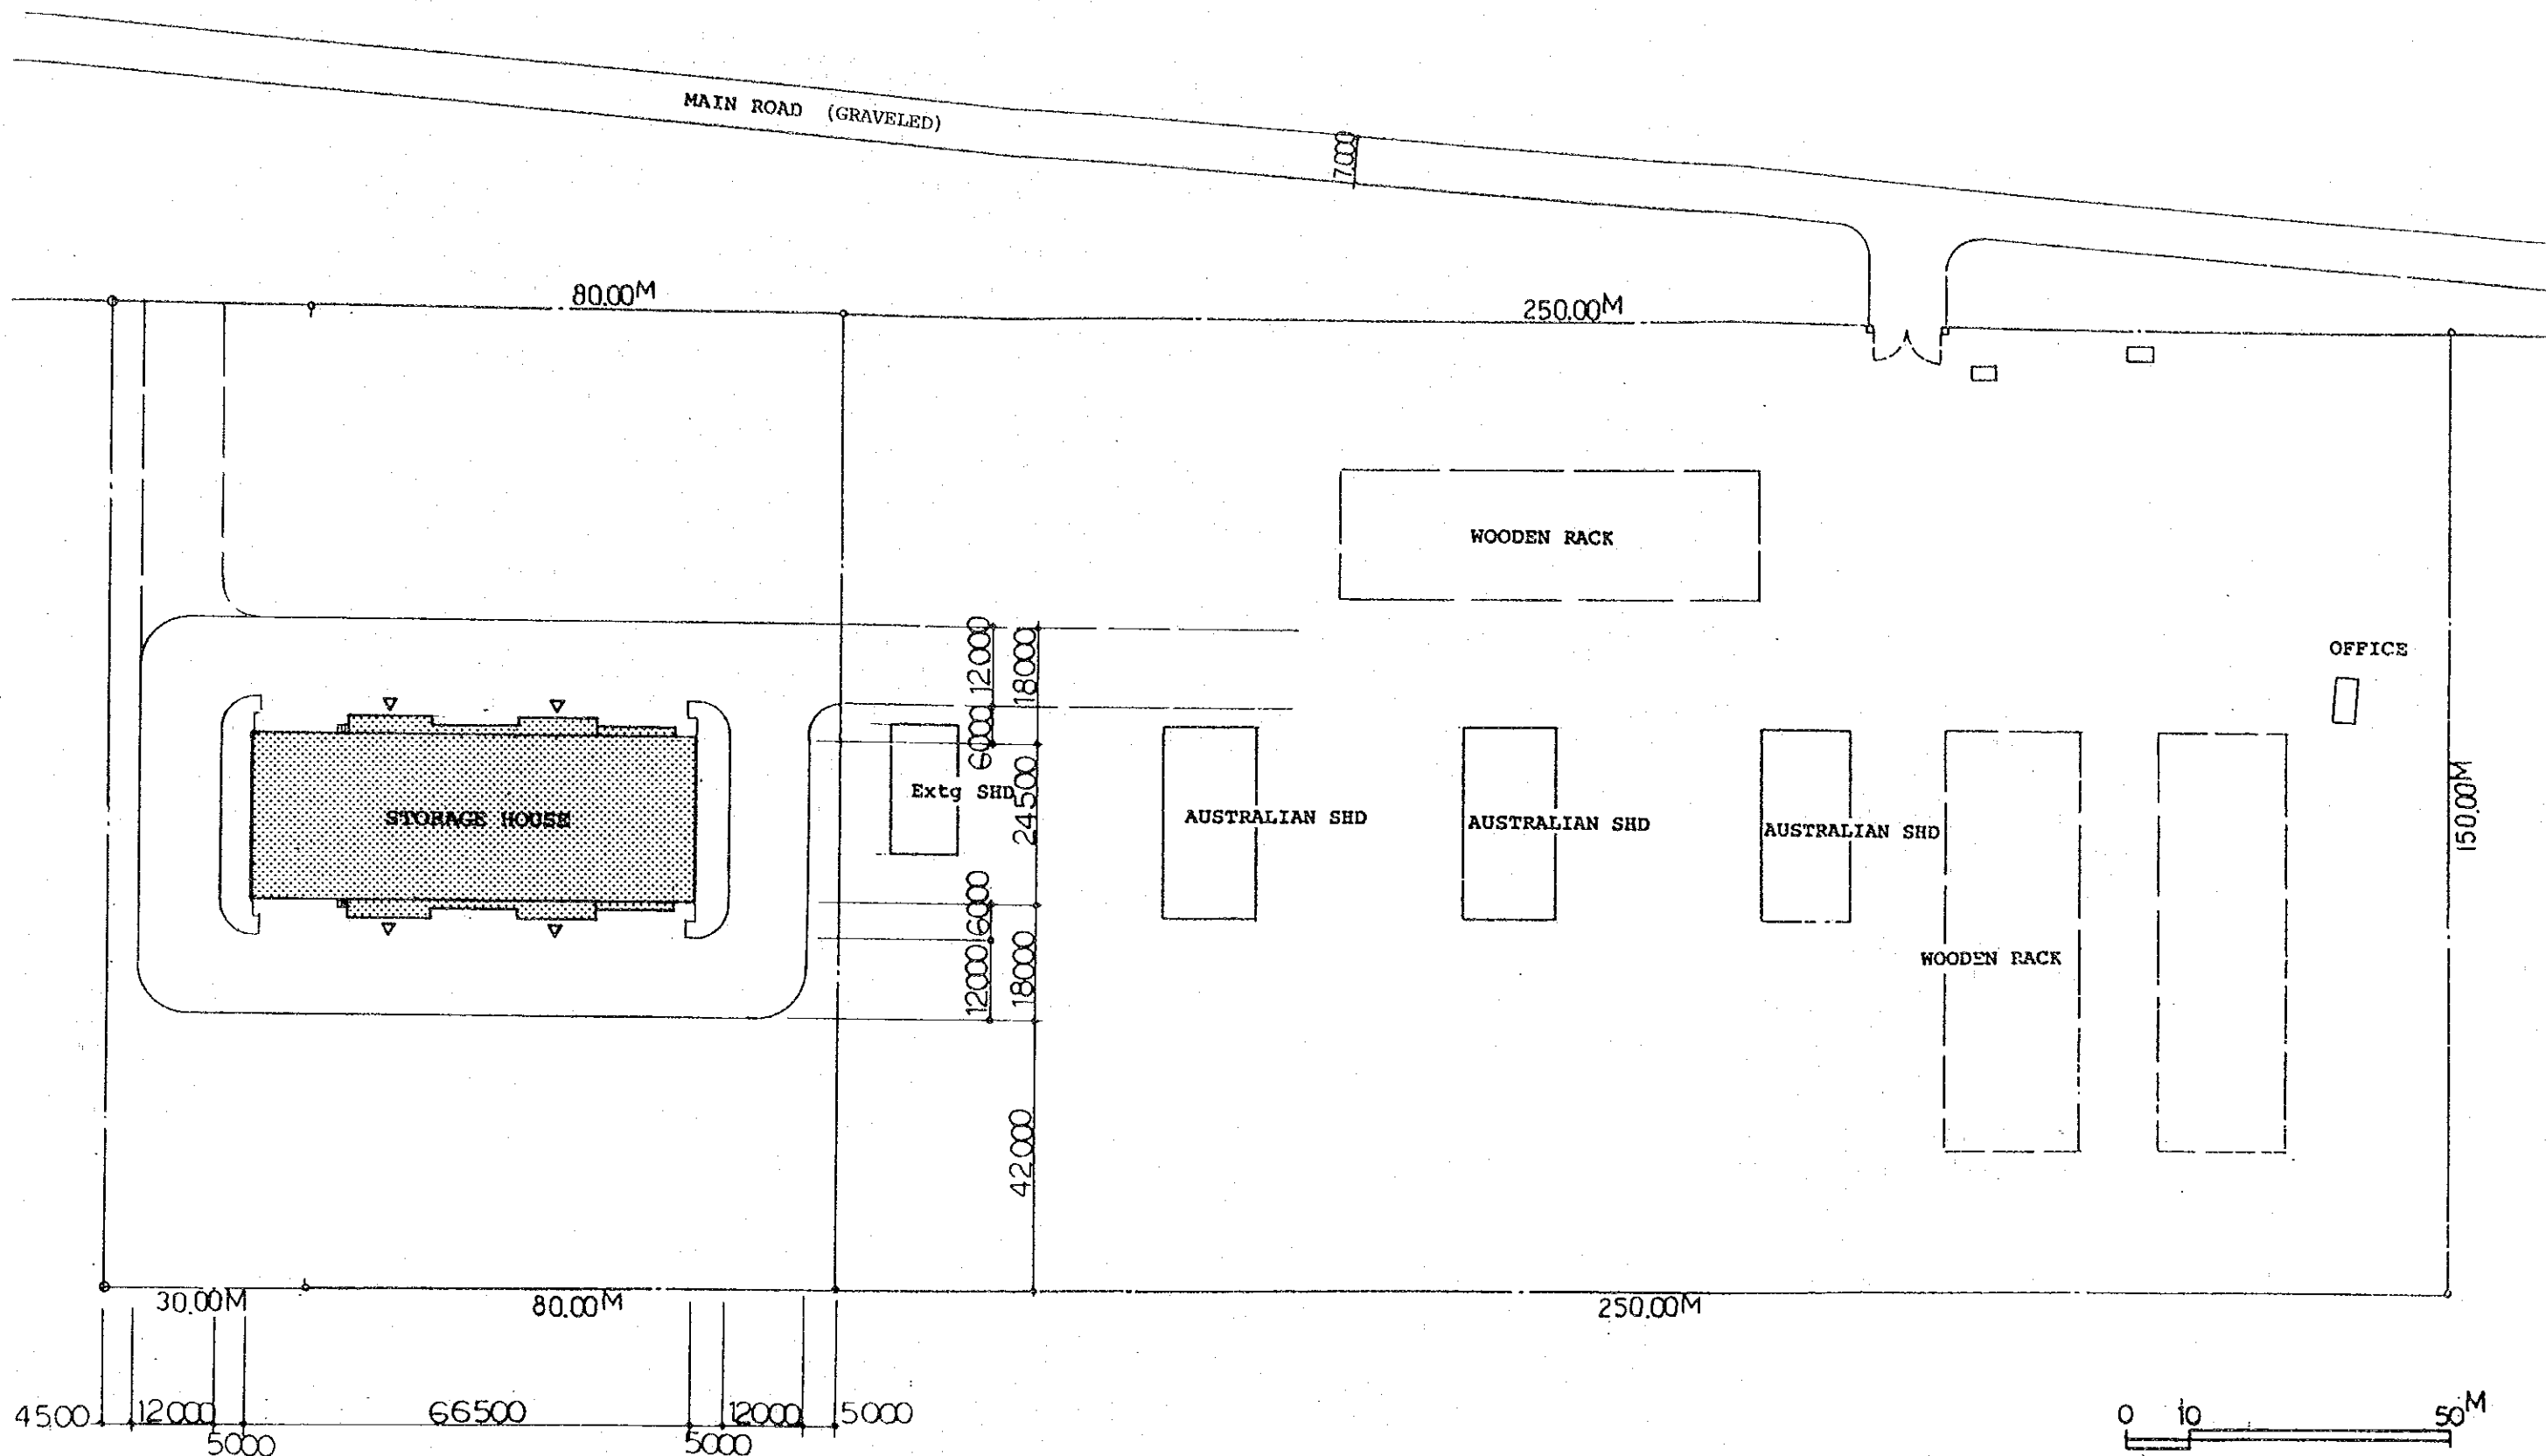 MAIN ROAD (GRAVELED)
7000
80.00M
250.00M
WOODEN RACK
12000
18000
OFFICE
6000
Extg SHD
24500
STORAGE HOUSE
AUSTRALIAN SHD
AUSTRALIAN SHD
AUSTRALIAN SHD
150.00M
6000
12000
18000
WOODEN RACK
42000
30.00M
80.00M
250.00M
4500
12000
5000
66500
5000
12000
5000
0 10 50M